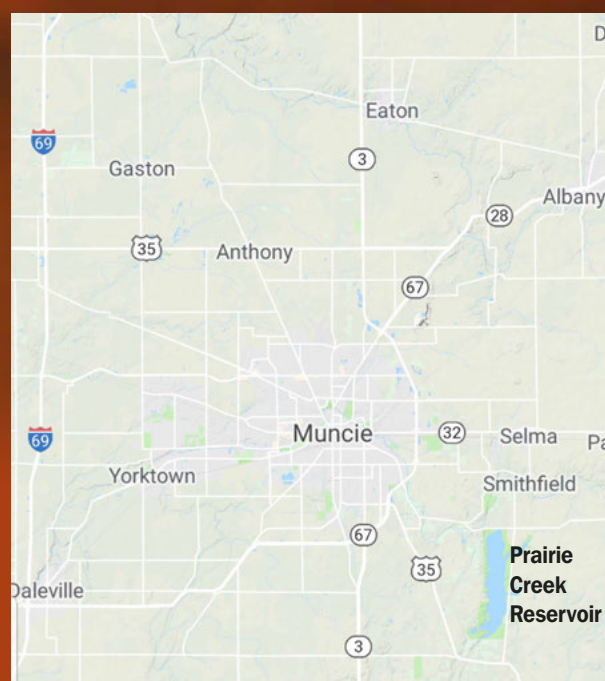 D
Eaton
69
3
Gaston
Albany
28
35
Anthony
67
Muncie
32
Selma
Pa
69
Yorktown
Smithfield
67
Prairie
Creek
Reservoir
35
Daleville
3